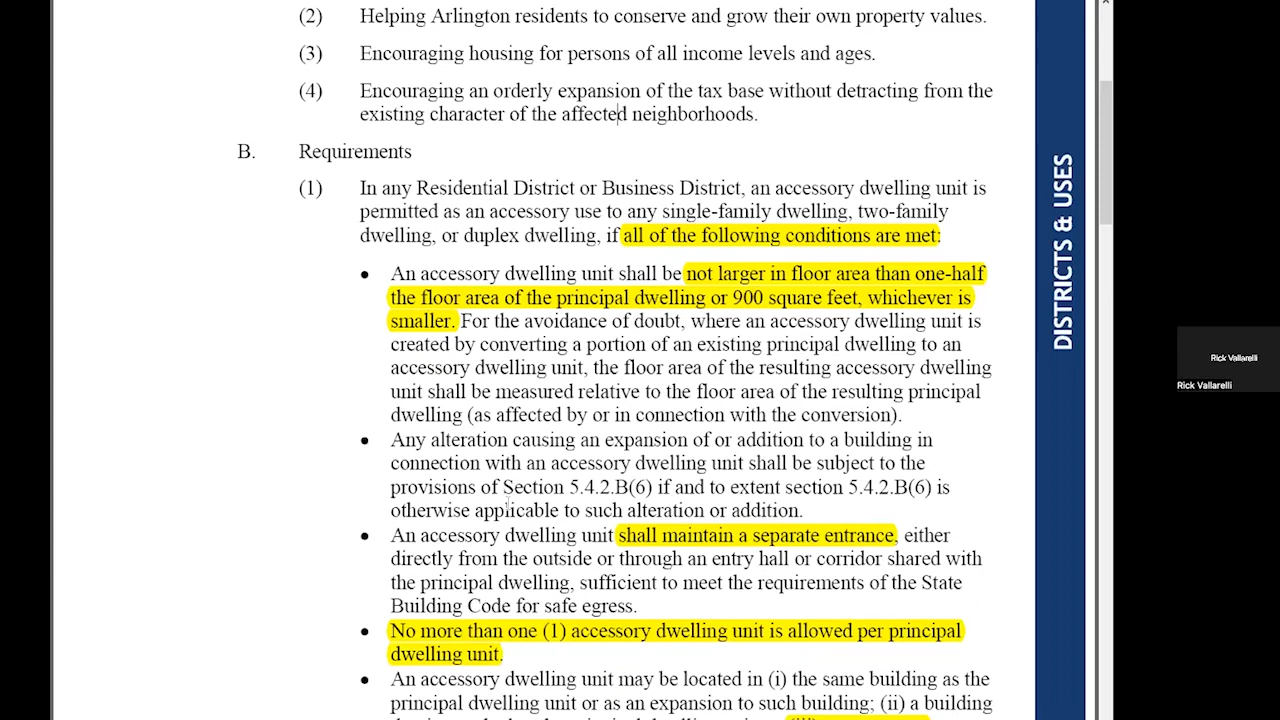 (2) Helping Arlington residents to conserve and grow their own property values.
(3) Encouraging housing for persons of all income levels and ages.
(4) Encouraging an orderly expansion of the tax base without detracting from the
existing character of the affected neighborhoods.
B. Requirements
(1) In any Residential District or Business District, an accessory dwelling unit is
permitted as an accessory use to any single-family dwelling, two-family
dwelling, or duplex dwelling, if all of the following conditions are met:
• An accessory dwelling unit shall be not larger in floor area than one-half
the floor area of the principal dwelling or 900 square feet, whichever is
smaller. For the avoidance of doubt, where an accessory dwelling unit is
created by converting a portion of an existing principal dwelling to an
accessory dwelling unit, the floor area of the resulting accessory dwelling
unit shall be measured relative to the floor area of the resulting principal
dwelling (as affected by or in connection with the conversion).
• Any alteration causing an expansion of or addition to a building in
connection with an accessory dwelling unit shall be subject to the
provisions of Section 5.4.2.B(6) if and to extent section 5.4.2.B(6) is
otherwise applicable to such alteration or addition.
• An accessory dwelling unit shall maintain a separate entrance, either
directly from the outside or through an entry hall or corridor shared with
the principal dwelling, sufficient to meet the requirements of the State
Building Code for safe egress.
• No more than one (1) accessory dwelling unit is allowed per principal
dwelling unit.
• An accessory dwelling unit may be located in (i) the same building as the
principal dwelling unit or as an expansion to such building; (ii) a building
DISTRICTS & USES
Rick Vallarelli
Rick Vallarelli